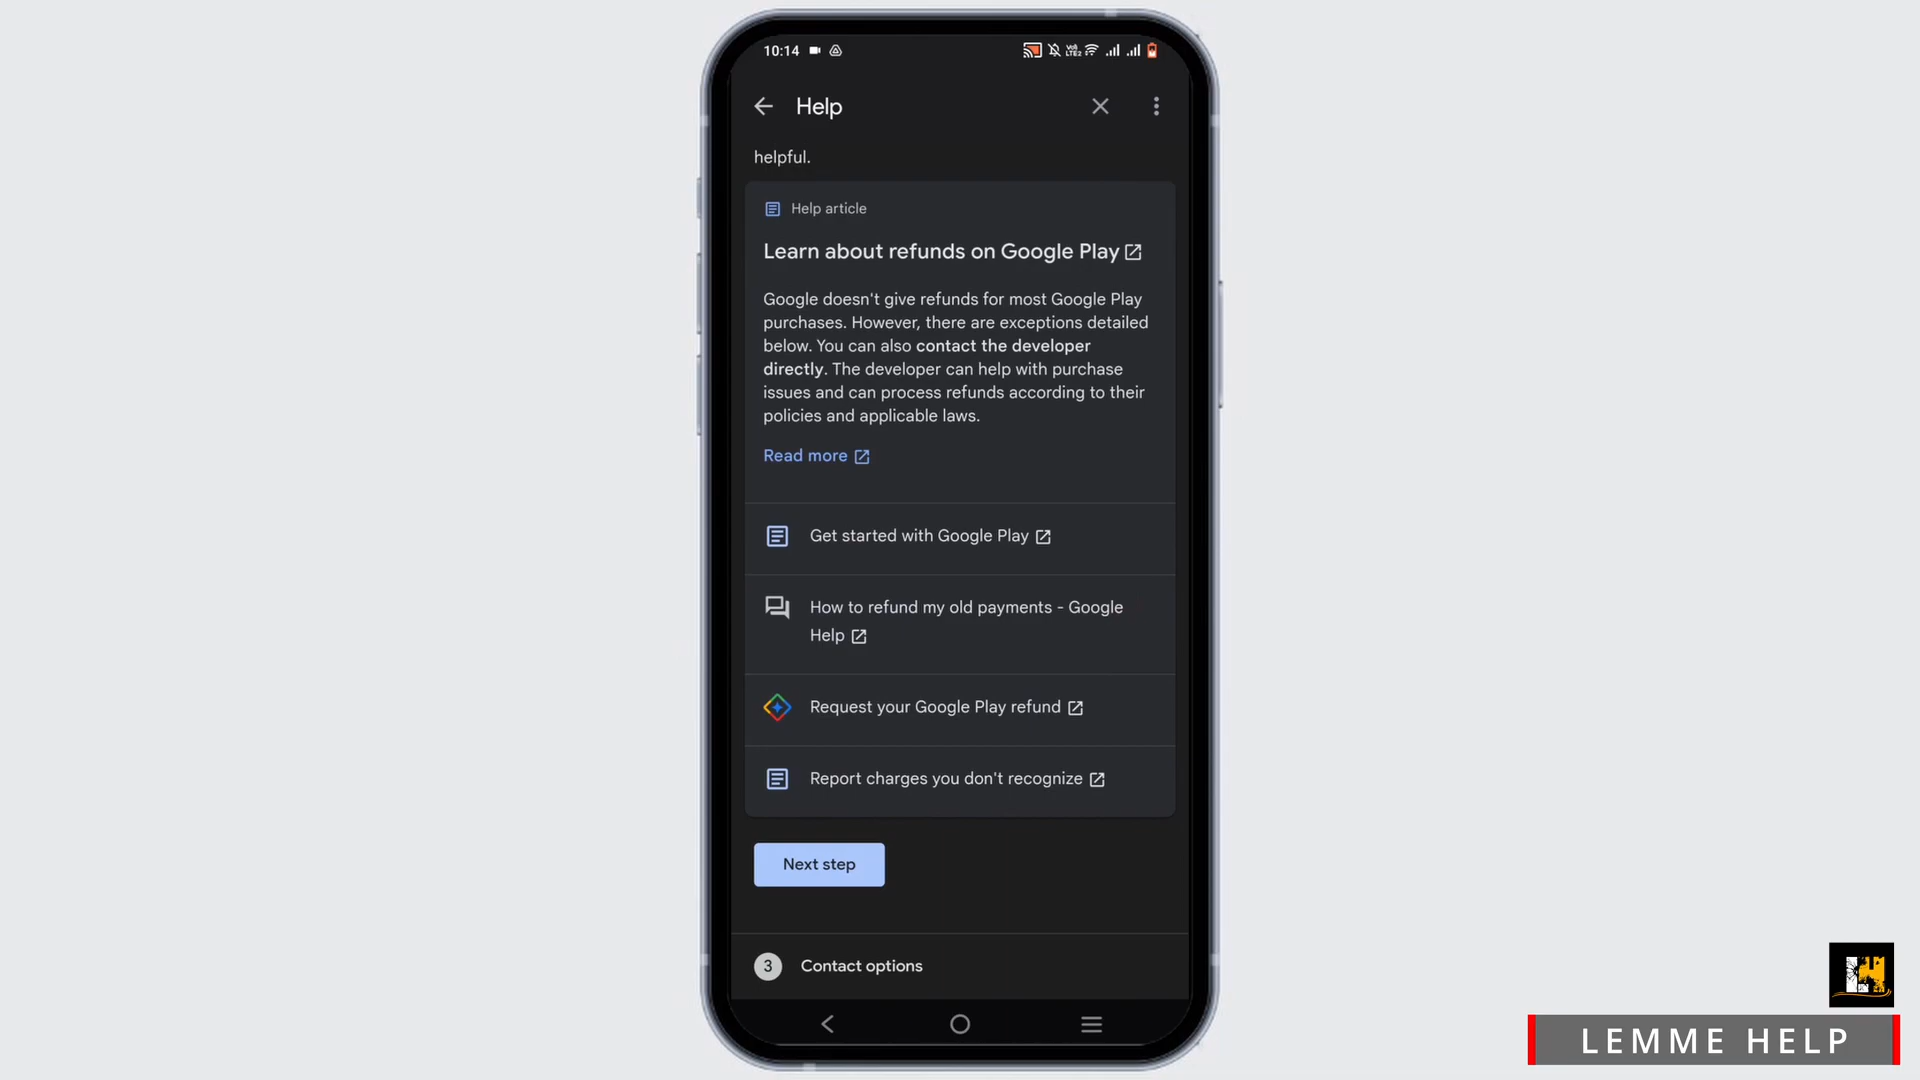 10:14
Vo) LTE2
Help
helpful.
Help article
Learn about refunds on Google Play
Google doesn't give refunds for most Google Play
purchases. However, there are exceptions detailed
below. You can also contact the developer
directly. The developer can help with purchase
issues and can process refunds according to their
policies and applicable laws.
Read more
Get started with Google Play
How to refund my old payments - Google
Help
Request your Google Play refund
Report charges you don't recognize
Next step
3 Contact options
LEMME HELP